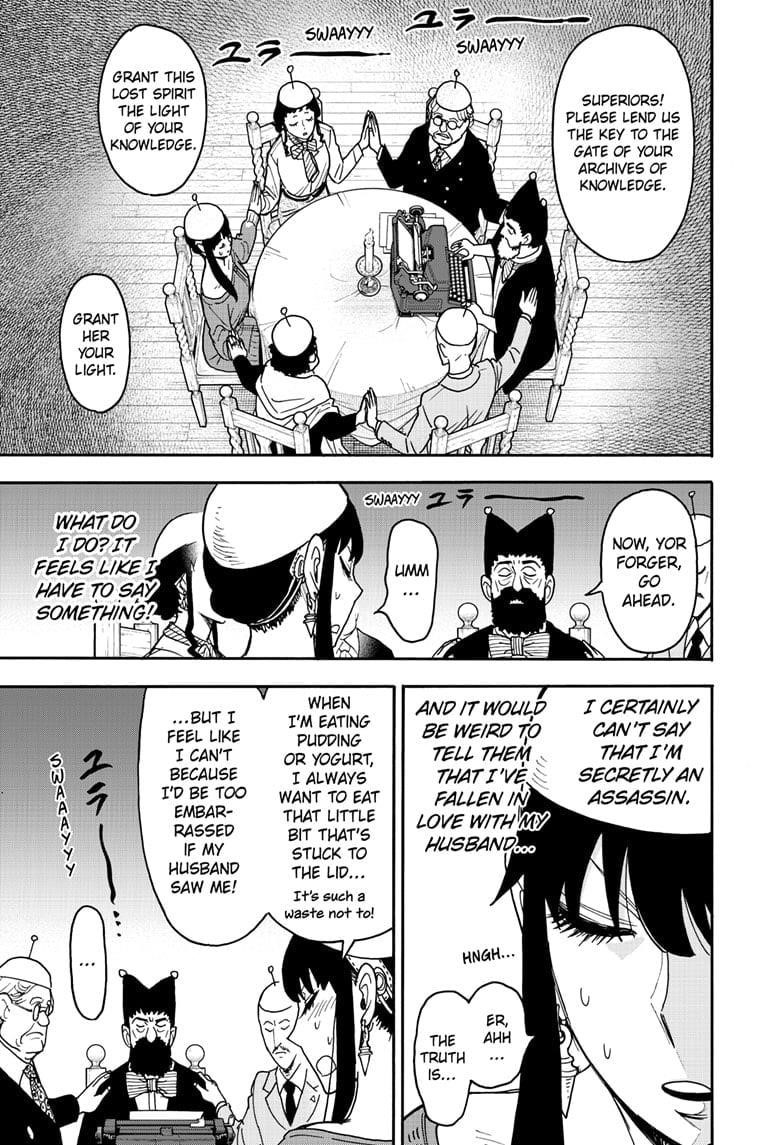 SUPERIORS!
PLEASE LEND US
THE KEY TO THE
GATE OF YOUR
ARCHIVES OF
KNOWLEDGE.
SWAAYYY
ユラ
SWAAYYY
ユラ
GRANT THIS
LOST SPIRIT
THE LIGHT
OF YOUR
KNOWLEDGE.
GRANT
HER
YOUR
LIGHT.
NOW, YOR
FORGER,
GO
AHEAD.
SWAAYYY
ユラ
UMM
...
WHAT DO
I DO? IT
FEELS LIKE I
HAVE TO SAY
SOMETHING!
I CERTAINLY
CAN'T SAY
THAT I'M
SECRETLY AN
ASSASSIN.
AND IT WOULD
BE WEIRD TO
TELL THEM
THAT I'VE
FALLEN IN
LOVE WITH MY
HUSBAND...
HNGH...
ER,
AHH
...
THE
TRUTH
IS...
WHEN
I'M EATING
PUDDING
OR YOGURT,
I ALWAYS
WANT TO EAT
THAT LITTLE
BIT THAT'S
STUCK TO
THE LID...
It's such a
waste not to!
...BUT I
FEEL LIKE
I CAN'T
BECAUSE
I'D BE TOO
EMBAR-
RASSED IF
MY
HUSBAND
SAW ME!
ユラ
SWAAAYYY
...